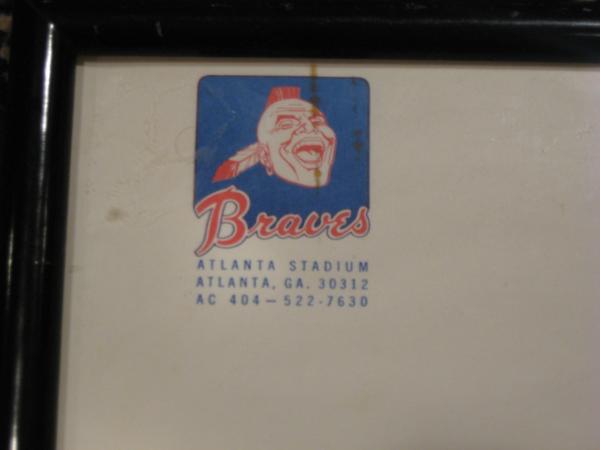 Braves
ATLANTA STADIUM
ATLANTA, GA. 30312
AC 404—522-7630